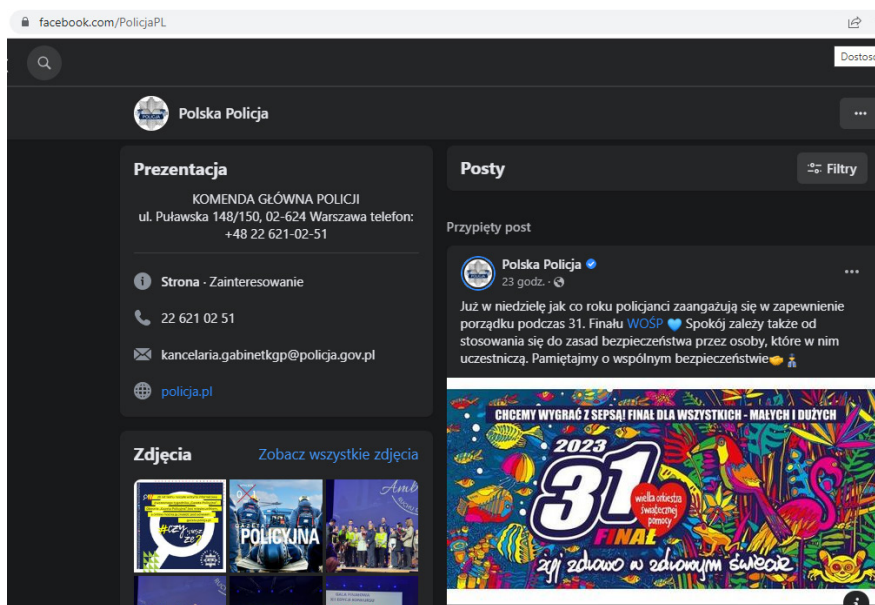 facebook.com/PolicjaPL
Polska Policja
Prezentacja
KOMENDA GŁÓWNA POLICJI
ul. Puławska 148/150, 02-624 Warszawa telefon:
+48 22 621-02-51
Strona · Zainteresowanie
22 621 02 51
kancelaria.gabinetkgp@policja.gov.pl
policja.pl
Zdjęcia
Zobacz wszystkie zdjęcia
POLICYJNA
Posty
Filtry
Przypięty post
Polska Policja
23 godz. ·
Już w niedzielę jak co roku policjanci zaangażują się w zapewnienie
porządku podczas 31. Finału WOŚP 💙 Spokój zależy także od
stosowania się do zasad bezpieczeństwa przez osoby, które w nim
uczestniczą. Pamiętajmy o wspólnym bezpieczeństwie
CHCEMY WYGRAĆ Z SEPSĄ! FINAŁ DLA WSZYSTKICH - MAŁYCH I DUŻYCH
2023
31
wielka orkiestra
świątecznej
pomocy
FINAŁ
żyj zdrowo w zdrowym świecie